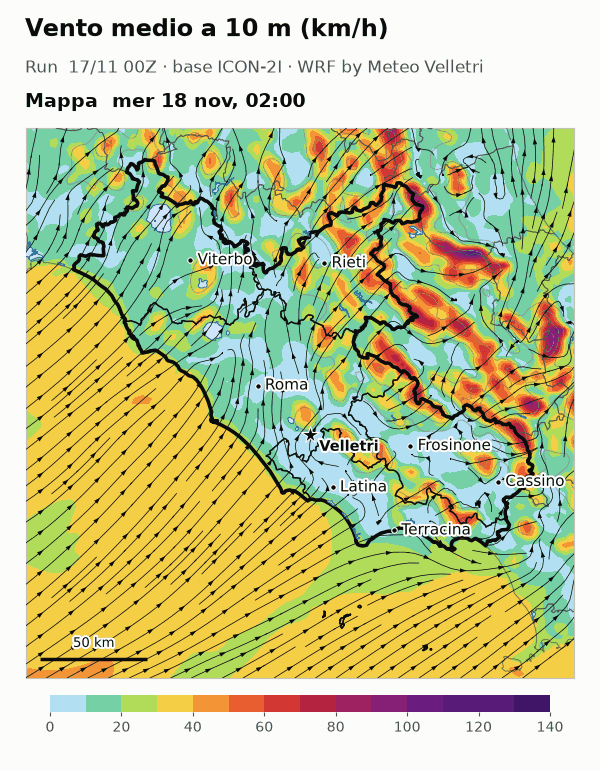 Vento medio a 10 m (km/h)
Run  17/11 00Z · base ICON-2I · WRF by Meteo Velletri
Mappa  mer 18 nov, 02:00
Viterbo
Rieti
Roma
Velletri
Frosinone
Latina
Cassino
Terracina
50 km
0 20 40 60 80 100 120 140